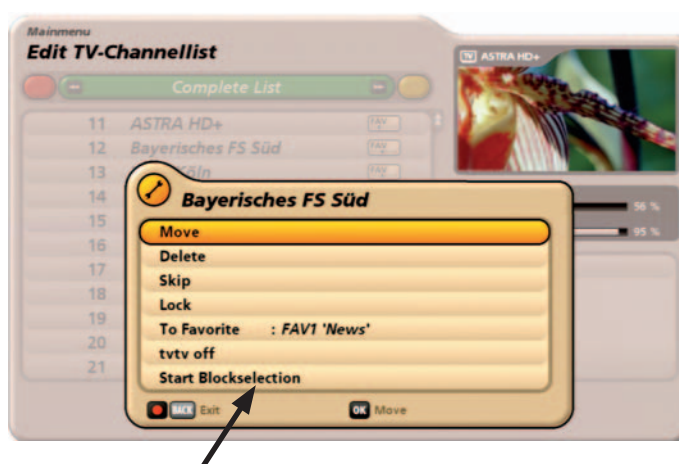 Mainmenu
Edit TV-Channellist
TV ASTRA HD+
Complete List
11 ASTRA HD+ FAV
12 Bayerisches FS Süd FAV
13 Köln FAV
14
15
16
17
18
19
20
21
56 %
95 %
Bayerisches FS Süd
Move
Delete
Skip
Lock
To Favorite : FAV1 'News'
tvtv off
Start Blockselection
BACK Exit OK Move